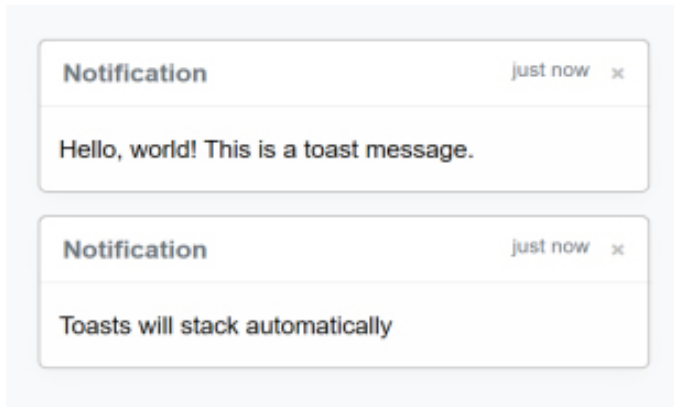 Notification just now ×
Hello, world! This is a toast message.
Notification just now ×
Toasts will stack automatically